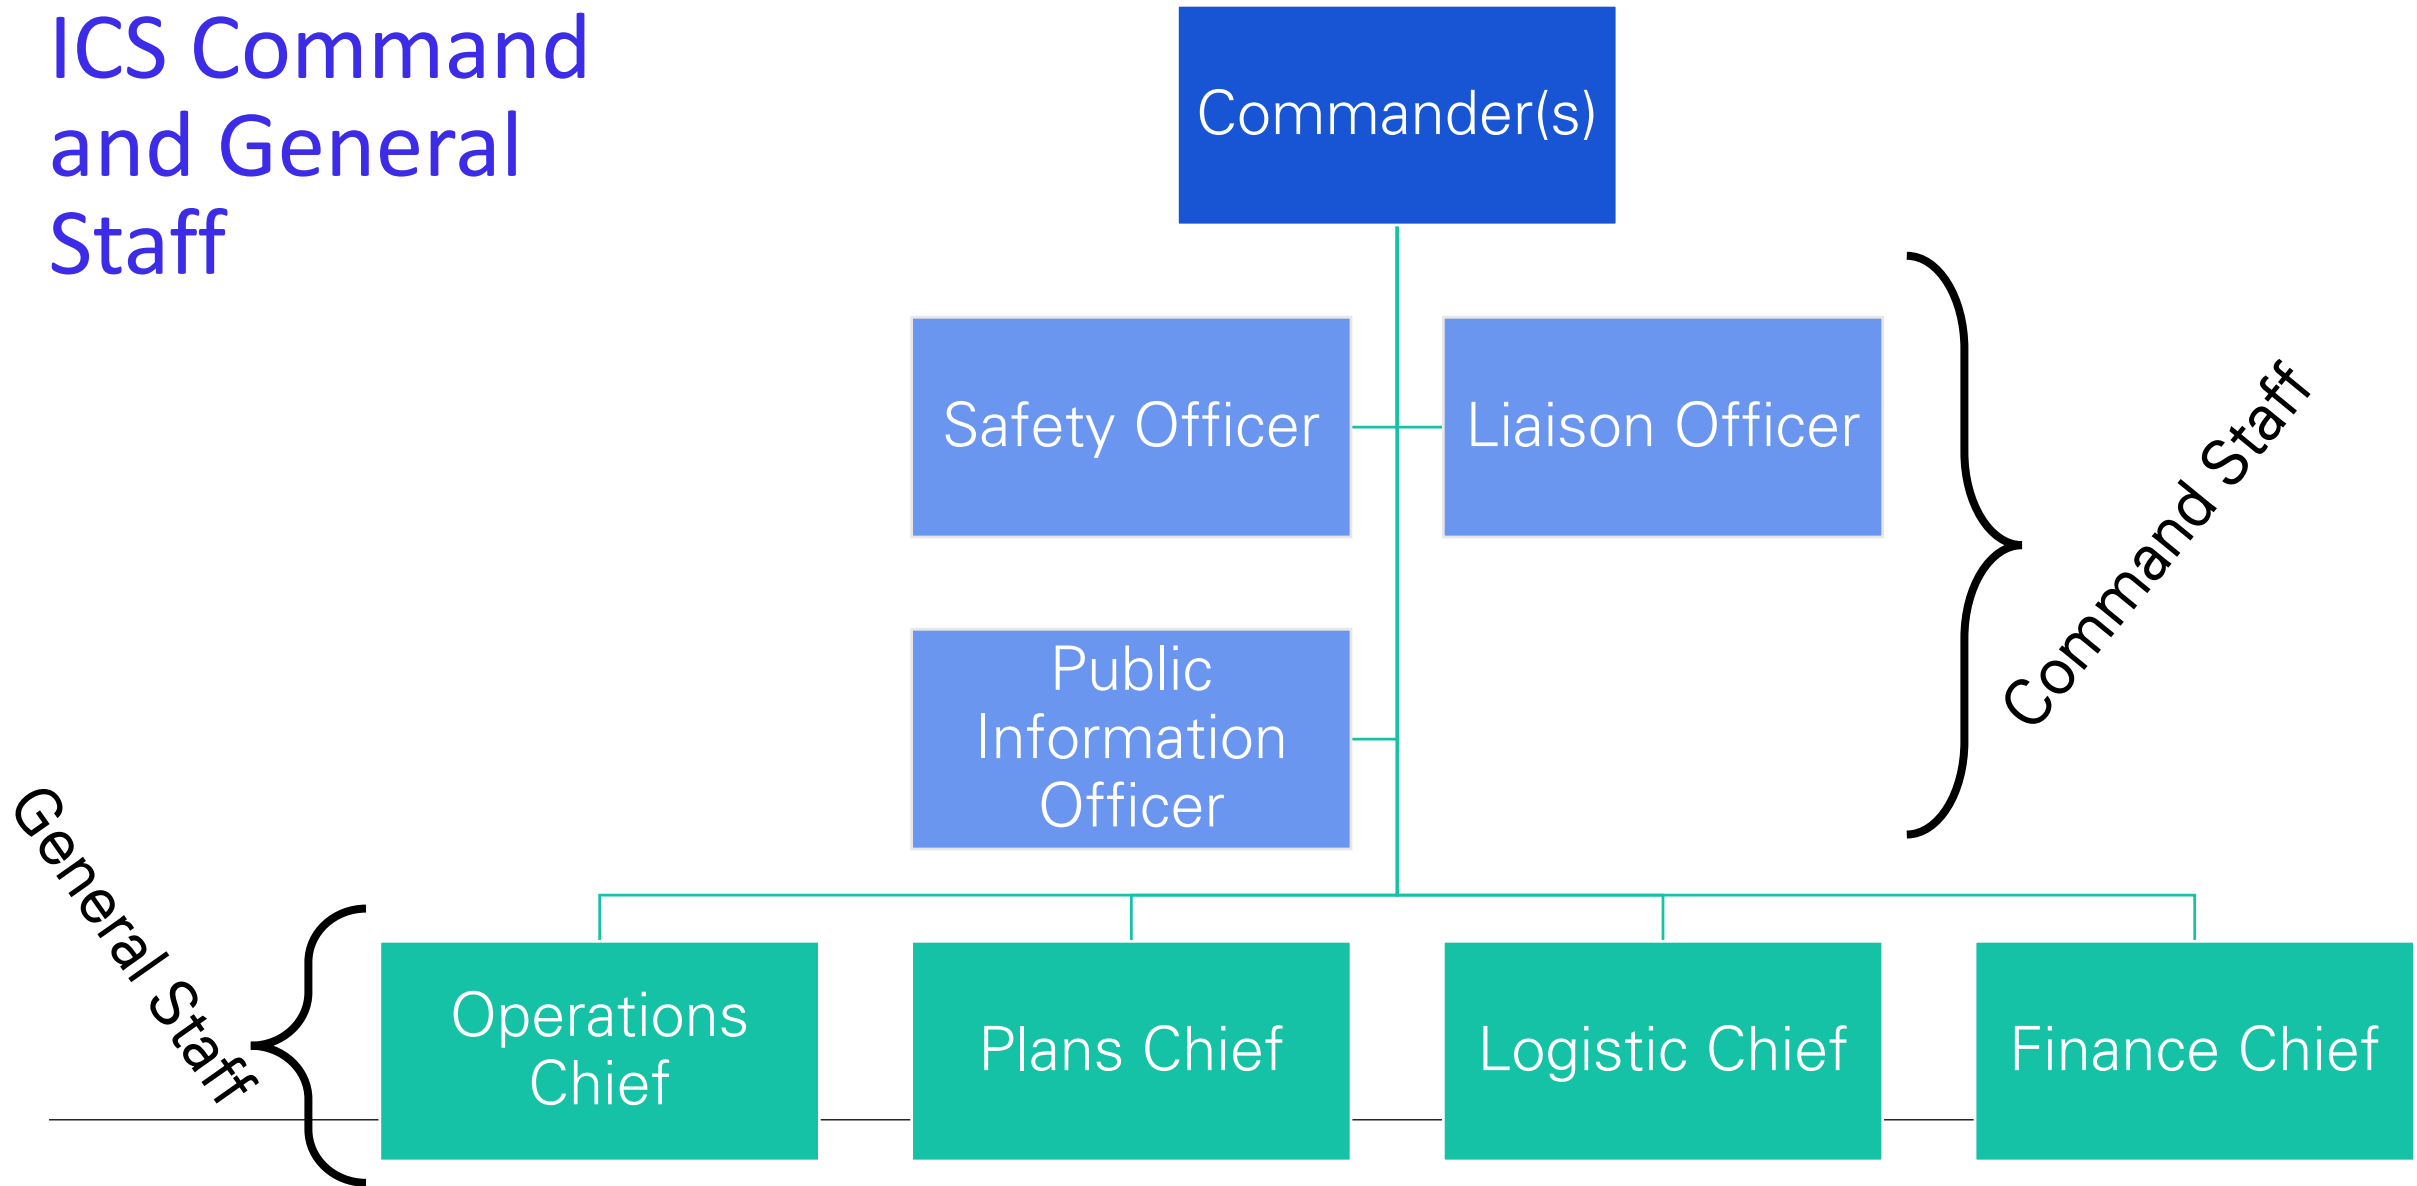 ICS Command
and General
Staff
Commander(s)
Safety Officer
Liaison Officer
Command Staff
Public
Information
Officer
General Staff
Operations
Chief
Plans Chief
Logistic Chief
Finance Chief